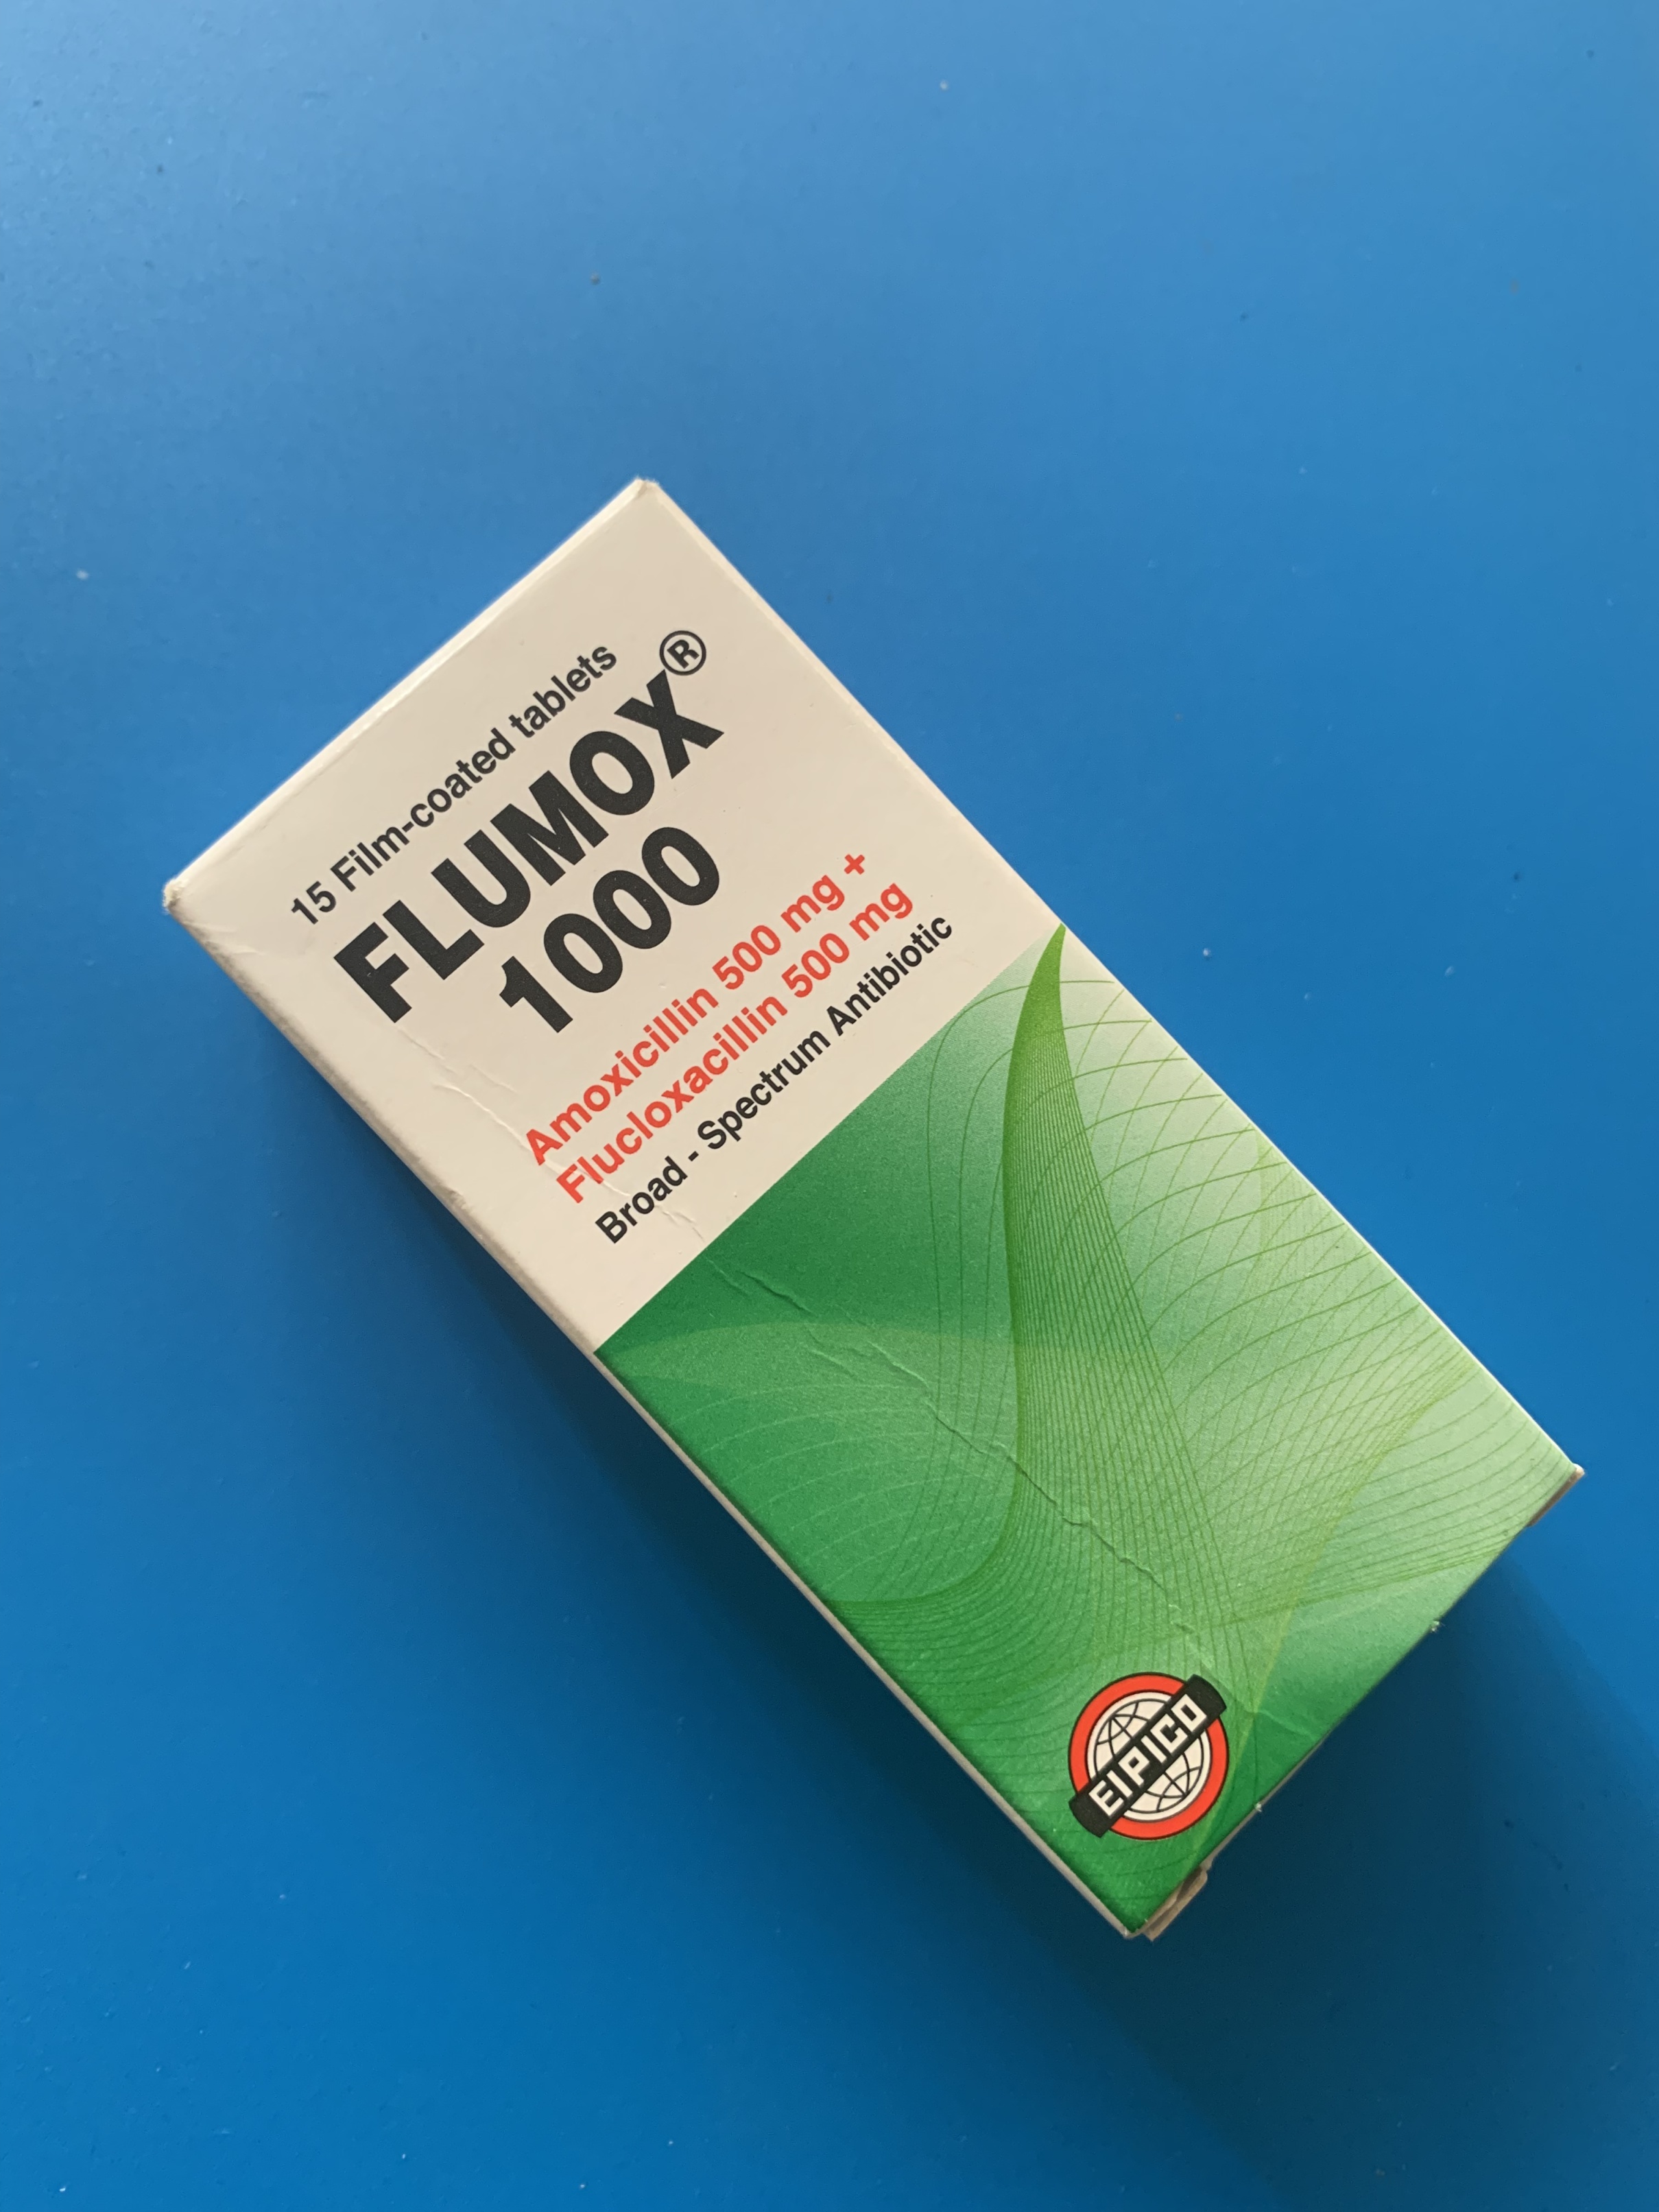 15 Film-coated tablets
FLUMOX®
1000
Amoxicillin 500 mg +
Flucloxacillin 500 mg
Broad - Spectrum Antibiotic
EIPICO